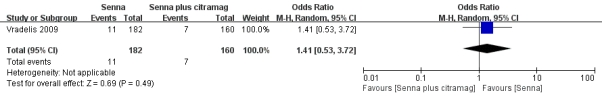 Senna Senna plus citramag Odds Ratio Odds Ratio
Study or Subgroup Events Total Events Total Weight M-H, Random, 95% CI M-H, Random, 95% CI
Vradelis 2009 11 182 7 160 100.0% 1.41 [0.53, 3.72]
Total (95% CI) 182 160 100.0% 1.41 [0.53, 3.72]
Total events 11 7
Heterogeneity: Not applicable
Test for overall effect: Z = 0.69 (P = 0.49)
0.01 0.1 1 10 100
Favours [Senna plus citramag] Favours [Senna]